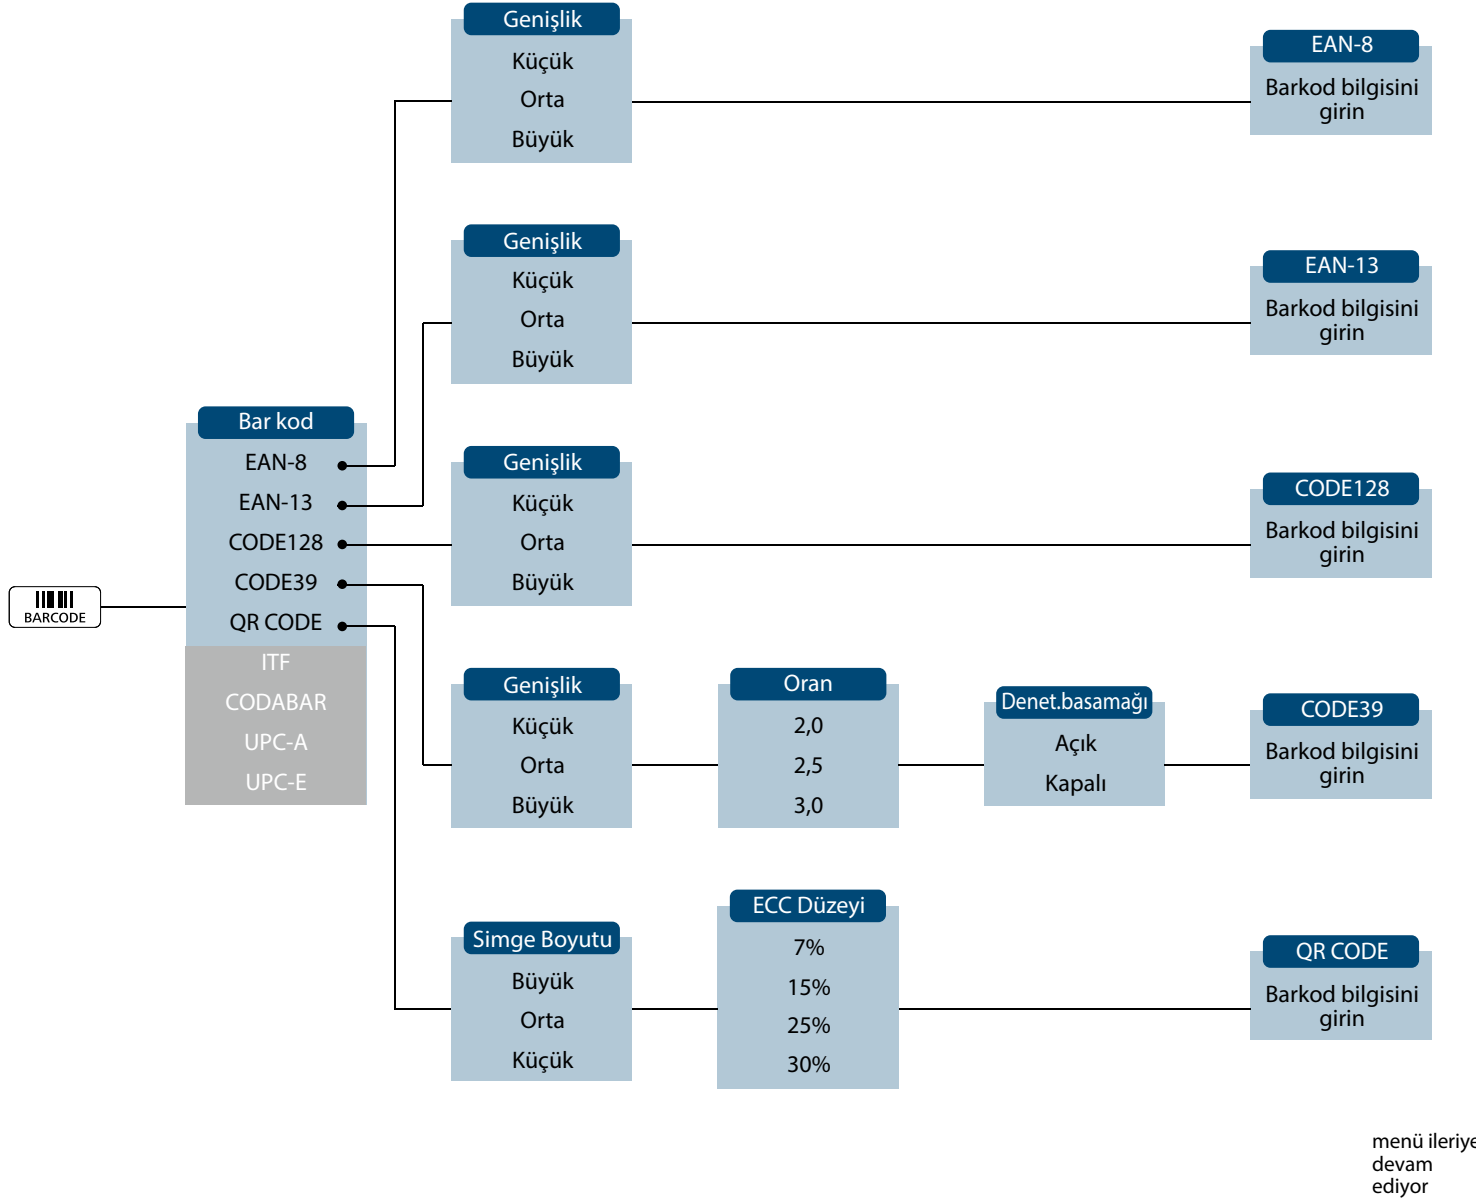 BARCODE
Bar kod
EAN-8
EAN-13
CODE128
CODE39
QR CODE
ITF
CODABAR
UPC-A
UPC-E
Genişlik
Küçük
Orta
Büyük
EAN-8
Barkod bilgisini
girin
Genişlik
Küçük
Orta
Büyük
EAN-13
Barkod bilgisini
girin
Genişlik
Küçük
Orta
Büyük
CODE128
Barkod bilgisini
girin
Genişlik
Küçük
Orta
Büyük
Oran
2,0
2,5
3,0
Denet.basamağı
Açık
Kapalı
CODE39
Barkod bilgisini
girin
Simge Boyutu
Büyük
Orta
Küçük
ECC Düzeyi
7%
15%
25%
30%
QR CODE
Barkod bilgisini
girin
menü ileriye
devam
ediyor